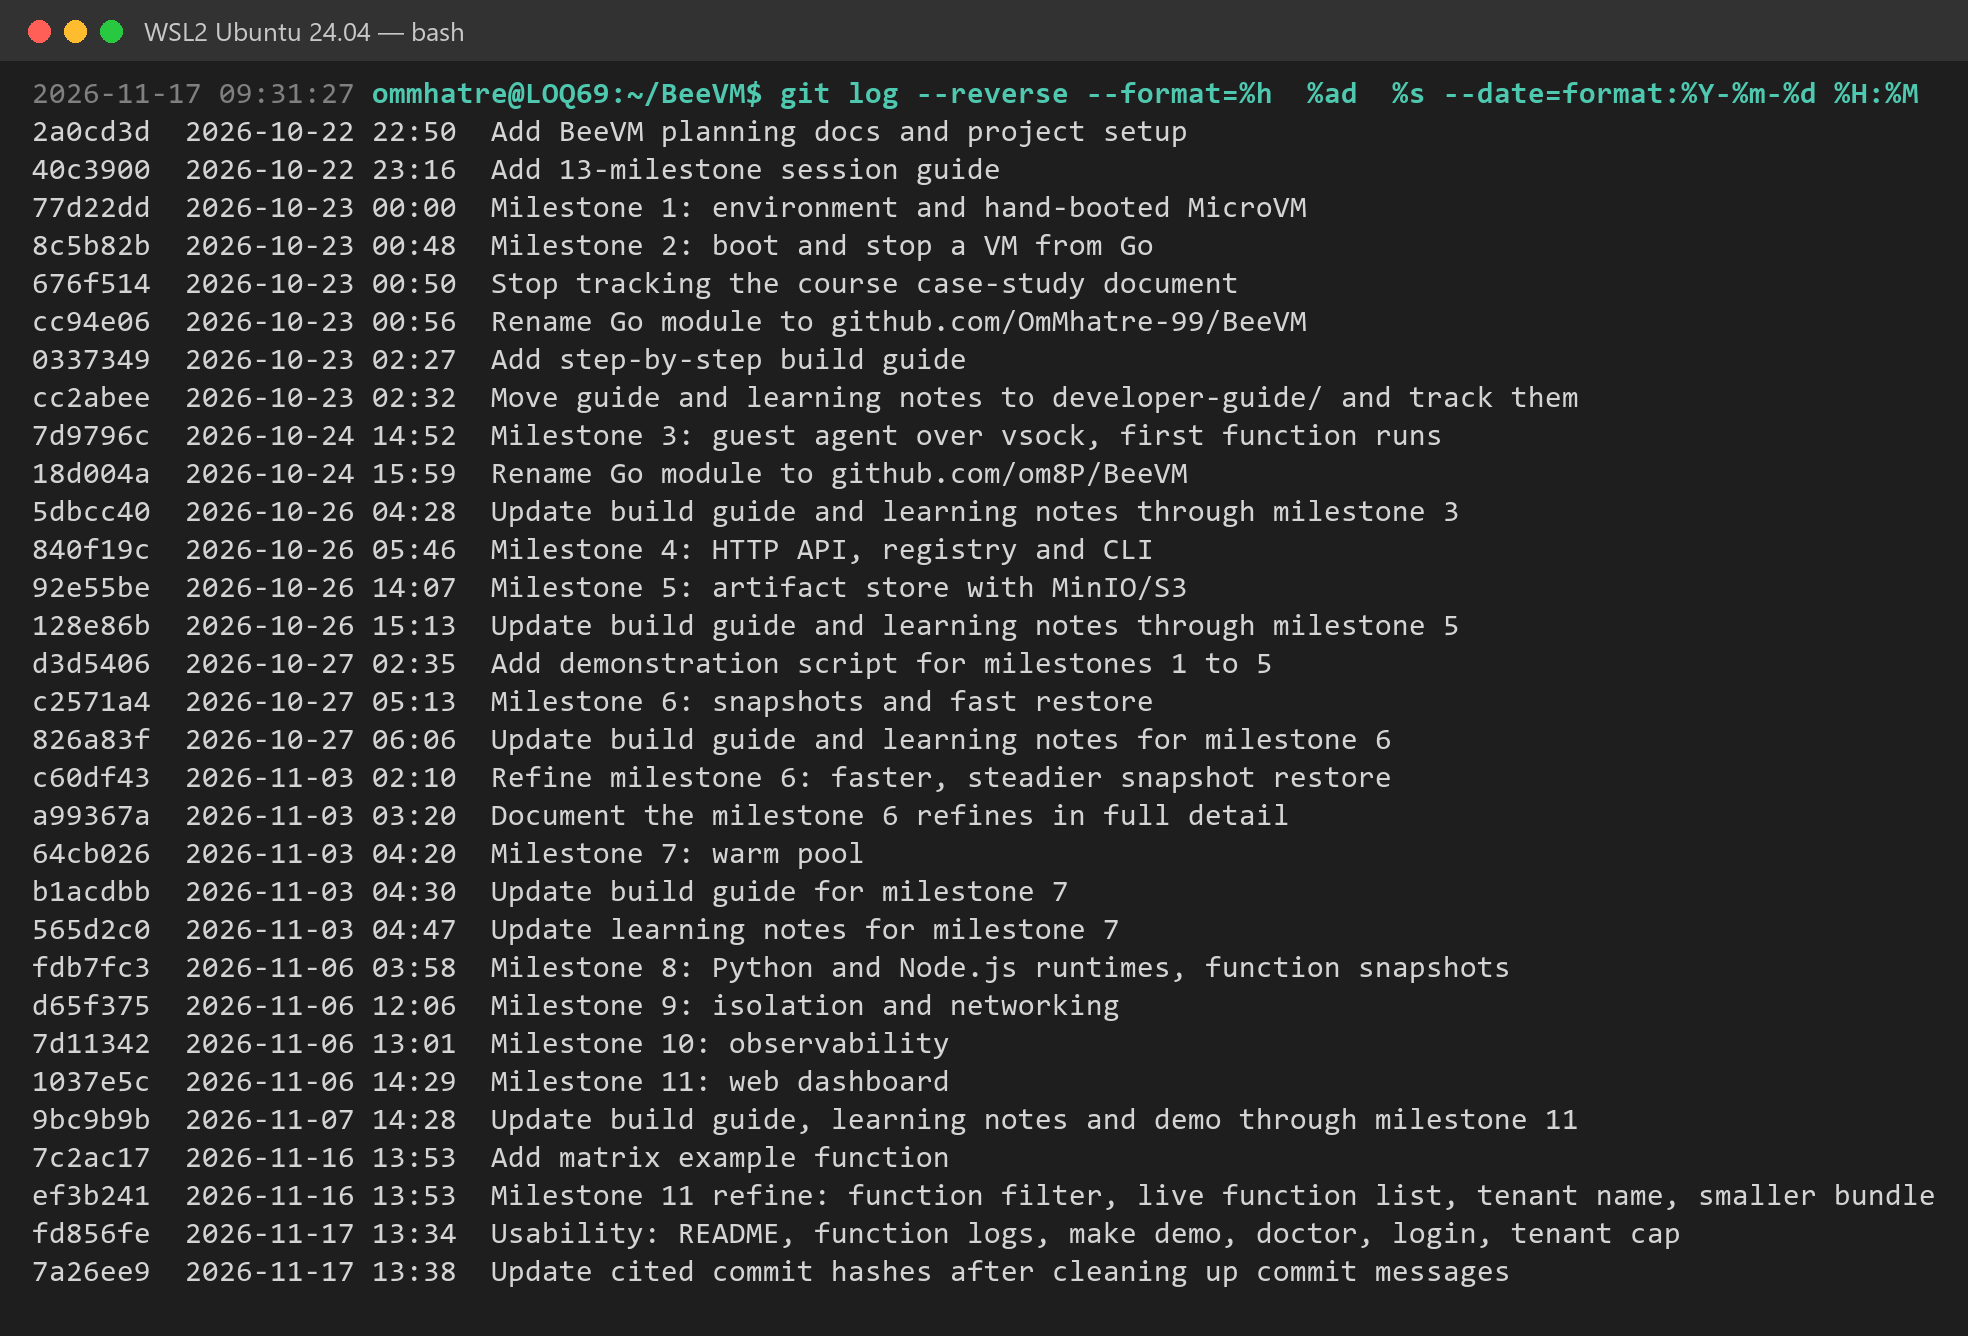 WSL2 Ubuntu 24.04 — bash
2026-11-17 09:31:27 ommhatre@LOQ69:~/BeeVM$ git log --reverse --format=%h  %ad  %s --date=format:%Y-%m-%d %H:%M
2a0cd3d  2026-10-22 22:50  Add BeeVM planning docs and project setup
40c3900  2026-10-22 23:16  Add 13-milestone session guide
77d22dd  2026-10-23 00:00  Milestone 1: environment and hand-booted MicroVM
8c5b82b  2026-10-23 00:48  Milestone 2: boot and stop a VM from Go
676f514  2026-10-23 00:50  Stop tracking the course case-study document
cc94e06  2026-10-23 00:56  Rename Go module to github.com/OmMhatre-99/BeeVM
0337349  2026-10-23 02:27  Add step-by-step build guide
cc2abee  2026-10-23 02:32  Move guide and learning notes to developer-guide/ and track them
7d9796c  2026-10-24 14:52  Milestone 3: guest agent over vsock, first function runs
18d004a  2026-10-24 15:59  Rename Go module to github.com/om8P/BeeVM
5dbcc40  2026-10-26 04:28  Update build guide and learning notes through milestone 3
840f19c  2026-10-26 05:46  Milestone 4: HTTP API, registry and CLI
92e55be  2026-10-26 14:07  Milestone 5: artifact store with MinIO/S3
128e86b  2026-10-26 15:13  Update build guide and learning notes through milestone 5
d3d5406  2026-10-27 02:35  Add demonstration script for milestones 1 to 5
c2571a4  2026-10-27 05:13  Milestone 6: snapshots and fast restore
826a83f  2026-10-27 06:06  Update build guide and learning notes for milestone 6
c60df43  2026-11-03 02:10  Refine milestone 6: faster, steadier snapshot restore
a99367a  2026-11-03 03:20  Document the milestone 6 refines in full detail
64cb026  2026-11-03 04:20  Milestone 7: warm pool
b1acdbb  2026-11-03 04:30  Update build guide for milestone 7
565d2c0  2026-11-03 04:47  Update learning notes for milestone 7
fdb7fc3  2026-11-06 03:58  Milestone 8: Python and Node.js runtimes, function snapshots
d65f375  2026-11-06 12:06  Milestone 9: isolation and networking
7d11342  2026-11-06 13:01  Milestone 10: observability
1037e5c  2026-11-06 14:29  Milestone 11: web dashboard
9bc9b9b  2026-11-07 14:28  Update build guide, learning notes and demo through milestone 11
7c2ac17  2026-11-16 13:53  Add matrix example function
ef3b241  2026-11-16 13:53  Milestone 11 refine: function filter, live function list, tenant name, smaller bundle
fd856fe  2026-11-17 13:34  Usability: README, function logs, make demo, doctor, login, tenant cap
7a26ee9  2026-11-17 13:38  Update cited commit hashes after cleaning up commit messages